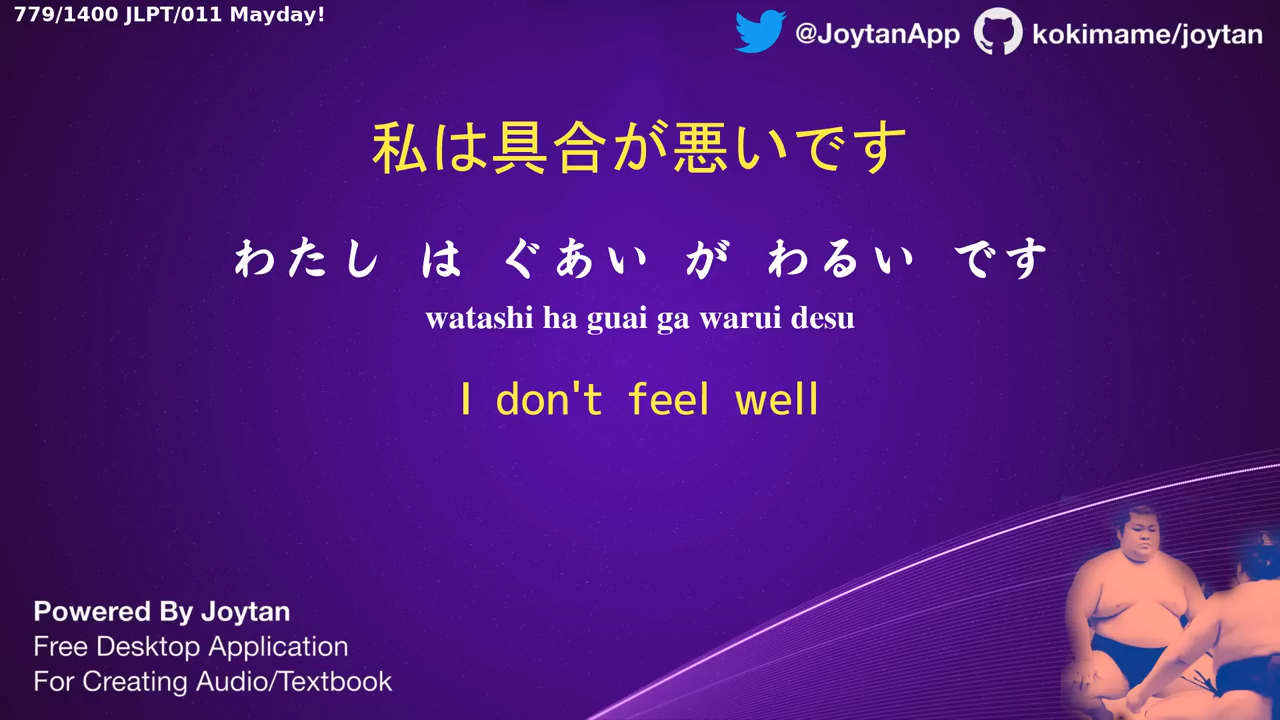 779/1400 JLPT/011 Mayday!
@JoytanApp kokimame/joytan
私は具合が悪いです
わたし は ぐあい が わるい です
watashi ha guai ga warui desu
I don't feel well
Powered By Joytan
Free Desktop Application
For Creating Audio/Textbook